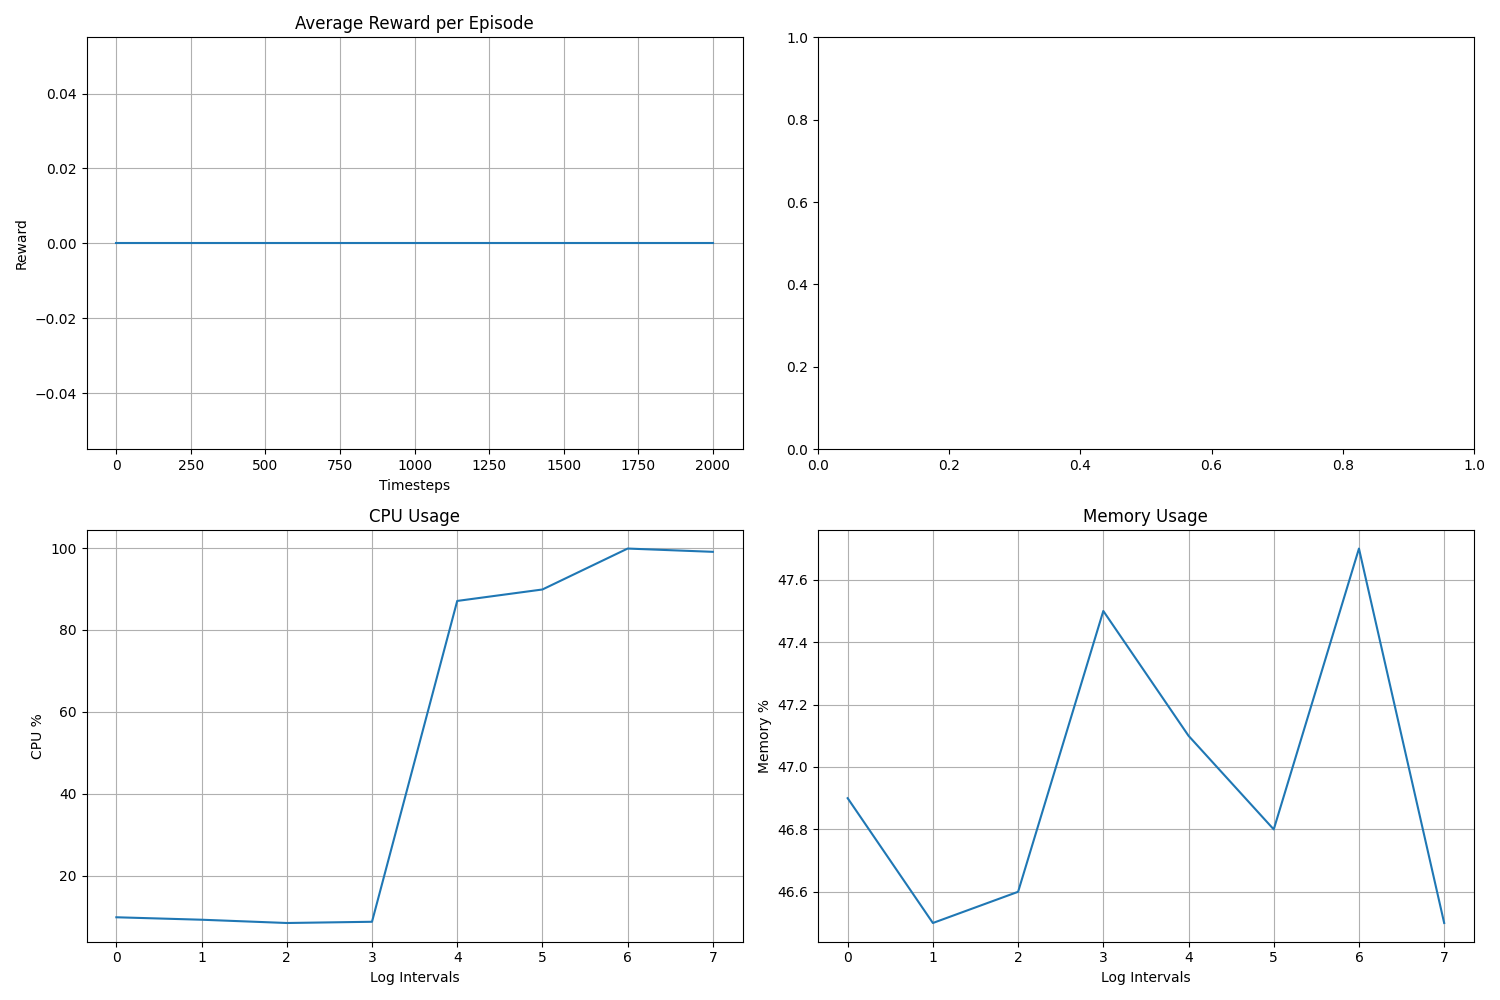 Average Reward per Episode
0.04
0.02
0.00
−0.02
−0.04
Reward
0 250 500 750 1000 1250 1500 1750 2000
Timesteps
1.0
0.8
0.6
0.4
0.2
0.0
0.0 0.2 0.4 0.6 0.8 1.0
CPU Usage
100
80
60
40
20
CPU %
0 1 2 3 4 5 6 7
Log Intervals
Memory Usage
47.6
47.4
47.2
47.0
46.8
46.6
Memory %
0 1 2 3 4 5 6 7
Log Intervals